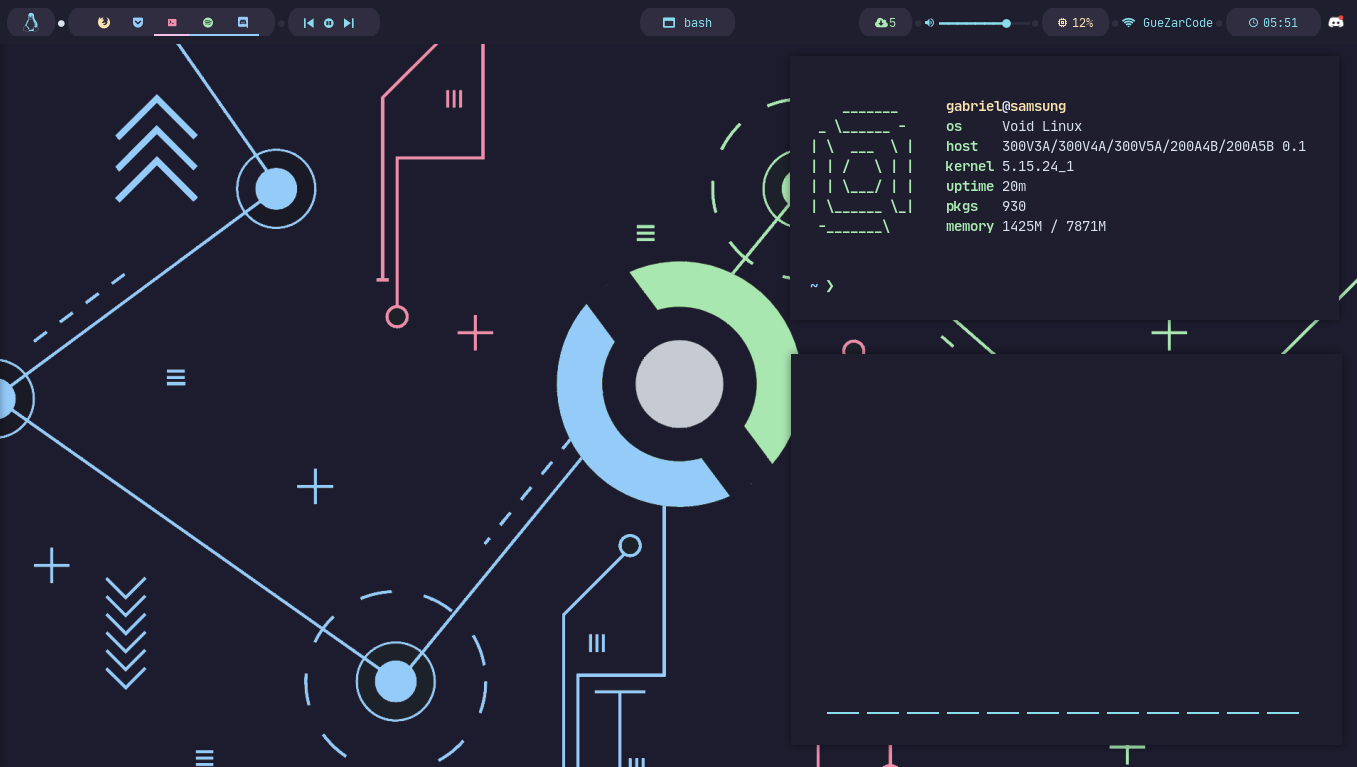 bash
5
12%
GueZarCode
05:51
gabriel@samsung
os Void Linux
host 300V3A/300V4A/300V5A/200A4B/200A5B 0.1
kernel 5.15.24_1
uptime 20m
pkgs 930
memory 1425M / 7871M
~ ❯